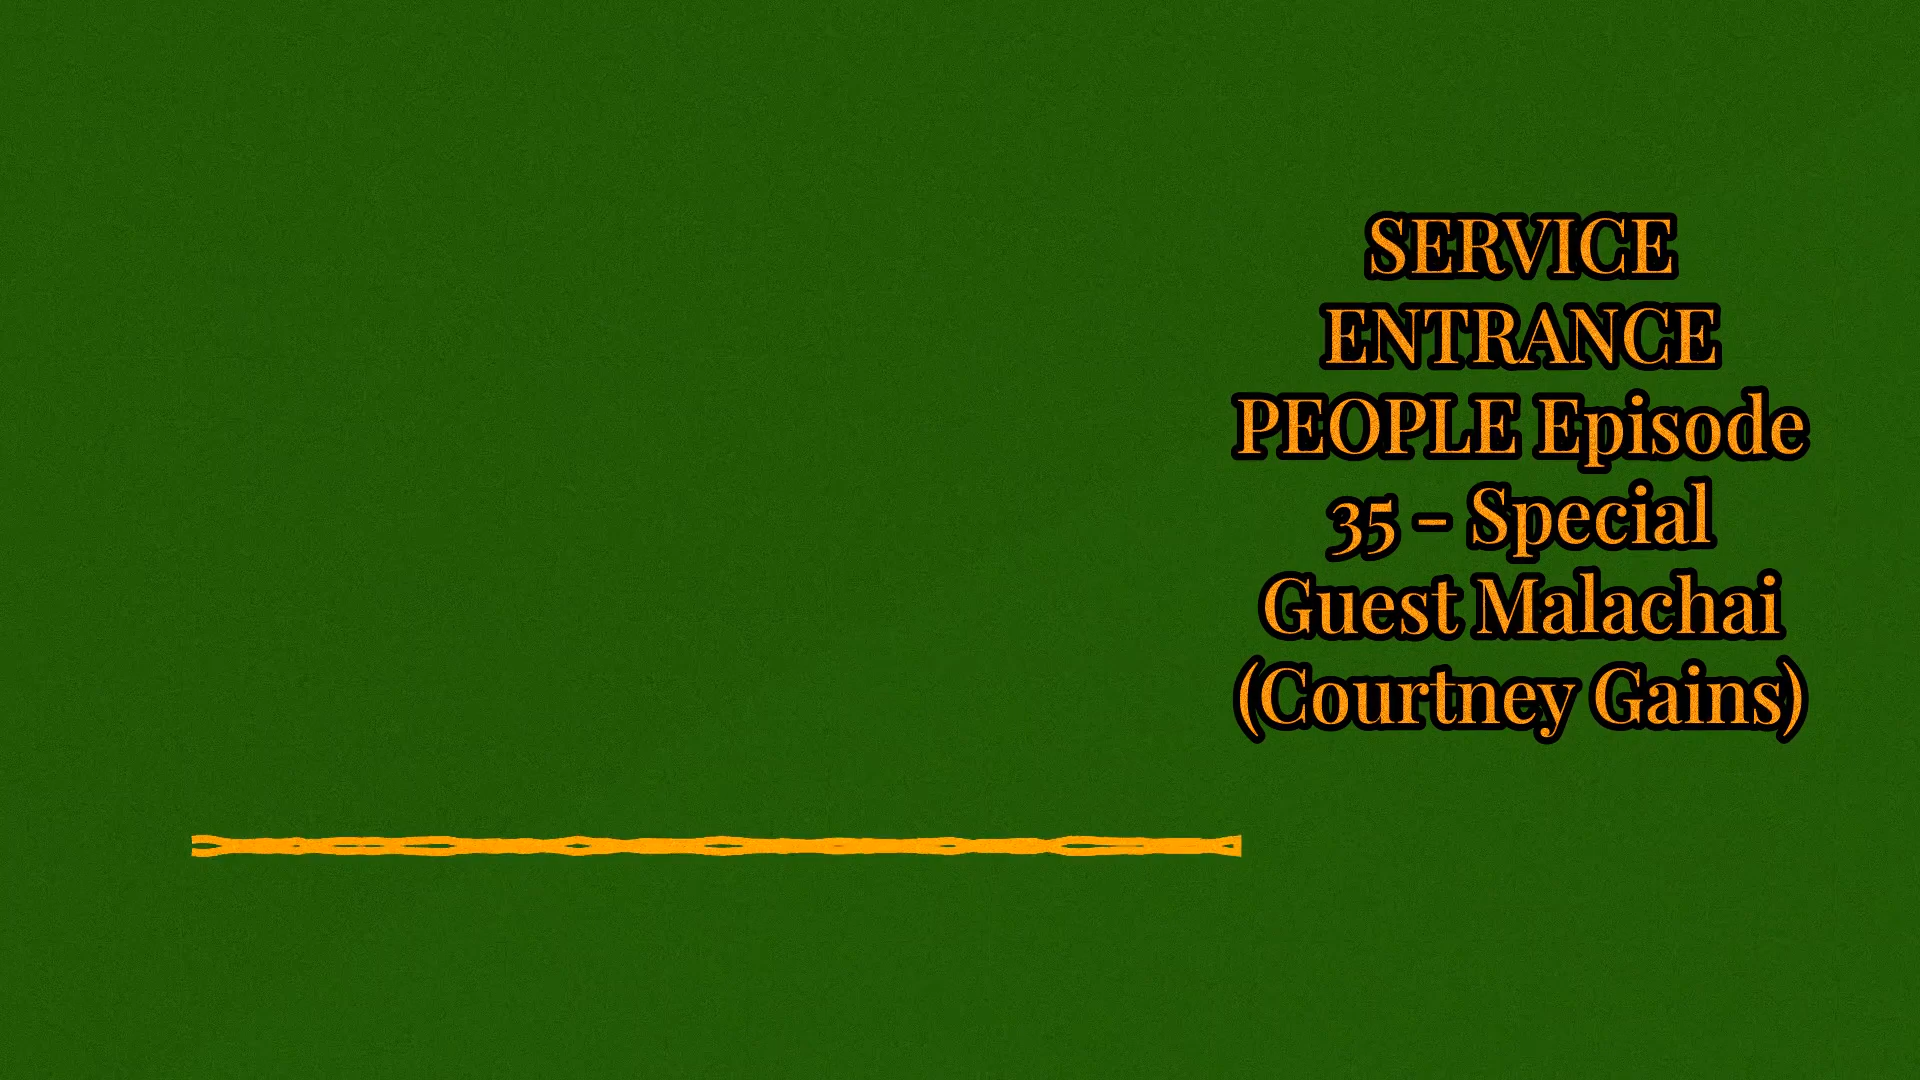 SERVICE
ENTRANCE
PEOPLE Episode
35 - Special
Guest Malachai
(Courtney Gains)